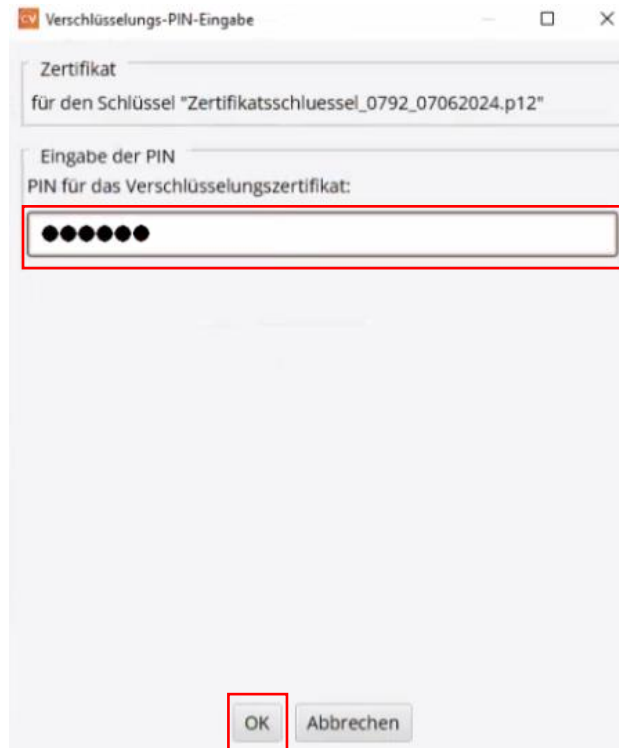 CV Verschlüsselungs-PIN-Eingabe
Zertifikat
für den Schlüssel "Zertifikatsschluessel_0792_07062024.p12"
Eingabe der PIN
PIN für das Verschlüsselungszertifikat:
●●●●●●
OK Abbrechen